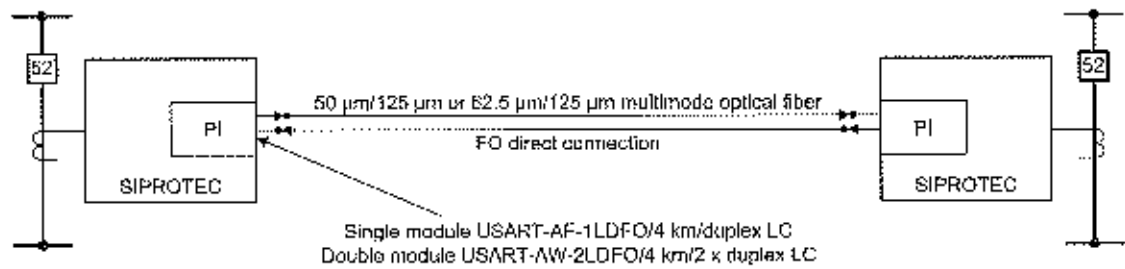 52
52
50 µm/125 µm or 62.5 µm/125 µm multimode optical fiber
PI
PI
FO direct connection
SIPROTEC
SIPROTEC
Single module USART-AF-1LDFO/4 km/duplex LC
Double module USART-AW-2LDFO/4 km/2 x duplex LC